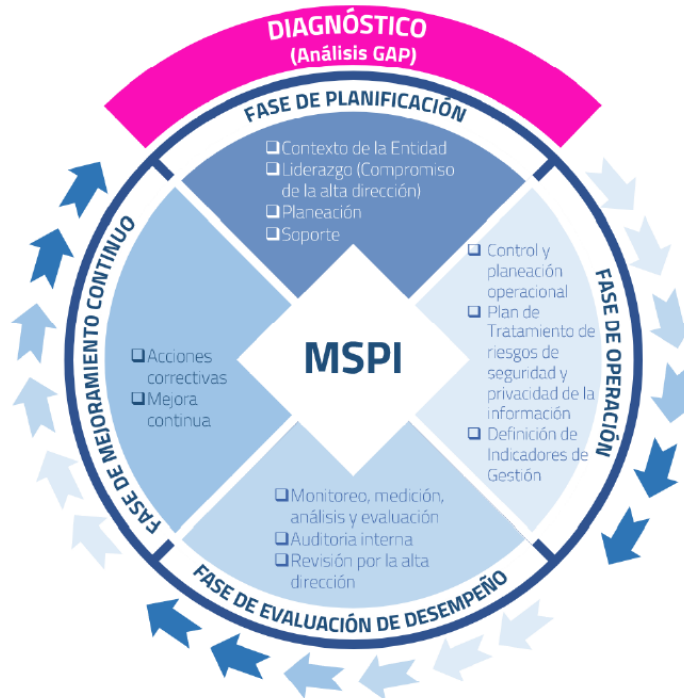 DIAGNÓSTICO
(Análisis GAP)
FASE DE PLANIFICACIÓN
❑Contexto de la Entidad
❑Liderazgo (Compromiso
de la alta dirección)
❑Planeación
❑Soporte
FASE DE OPERACIÓN
❑ Control y
planeación
operacional
❑ Plan de
Tratamiento de
riesgos de
seguridad y
privacidad de la
información
❑ Definición de
Indicadores de
Gestión
MSPI
FASE DE EVALUACIÓN DE DESEMPEÑO
❑Monitoreo, medición,
análisis y evaluación
❑Auditoria interna
❑Revisión por la alta
dirección
FASE DE MEJORAMIENTO CONTINUO
❑Acciones
correctivas
❑Mejora
continua